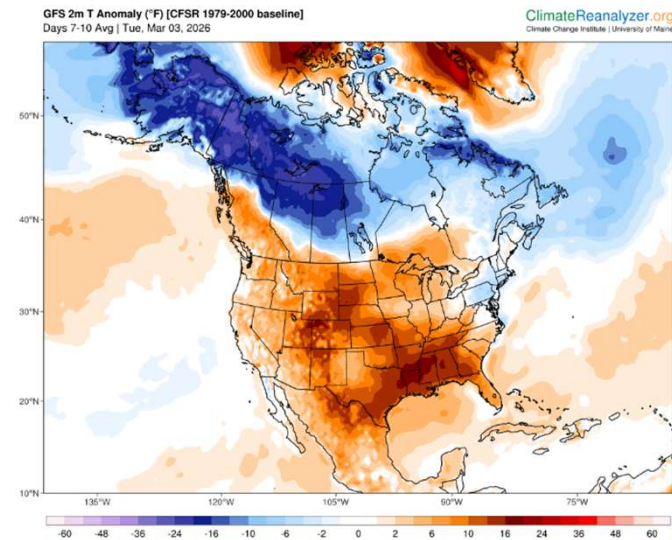 GFS 2m T Anomaly (°F) [CFSR 1979-2000 baseline]
Days 7-10 Avg | Tue, Mar 03, 2026
ClimateReanalyzer.org
Climate Change Institute | University of Maine
50°N
40°N
30°N
20°N
10°N
135°W 120°W 105°W 90°W 75°W
-60 -48 -36 -24 -16 -10 -6 -2 0 2 6 10 16 24 36 48 60